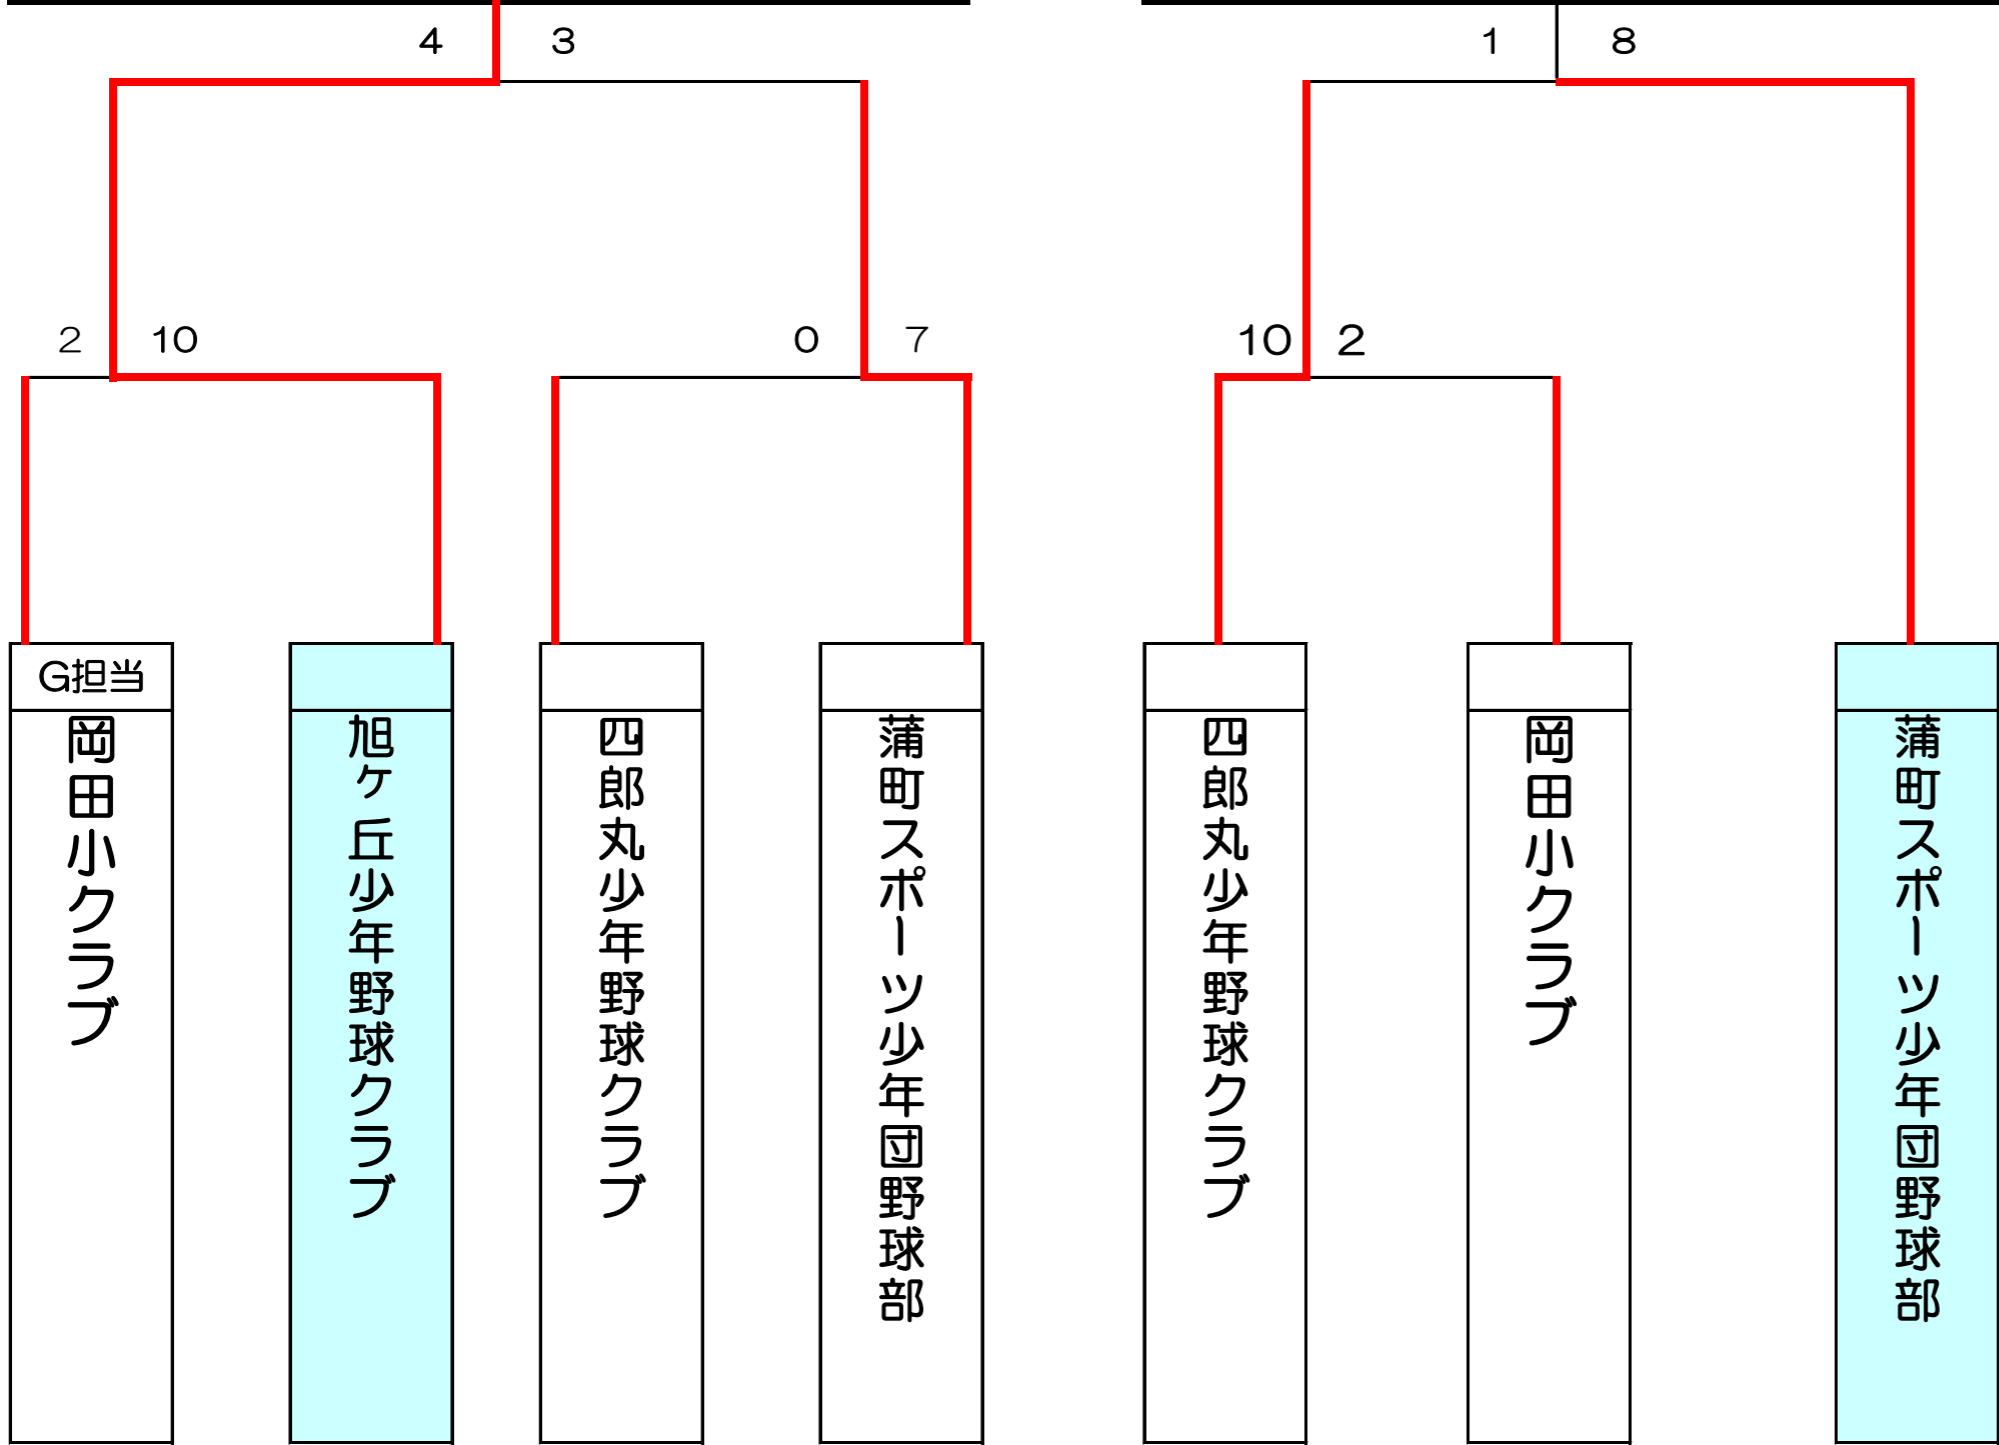 4 3 1 8
2 10 0 7 10 2
G担当
岡田小クラブ
旭ケ丘少年野球クラブ
四郎丸少年野球クラブ
蒲町スポーツ少年団野球部
四郎丸少年野球クラブ
岡田小クラブ
蒲町スポーツ少年団野球部